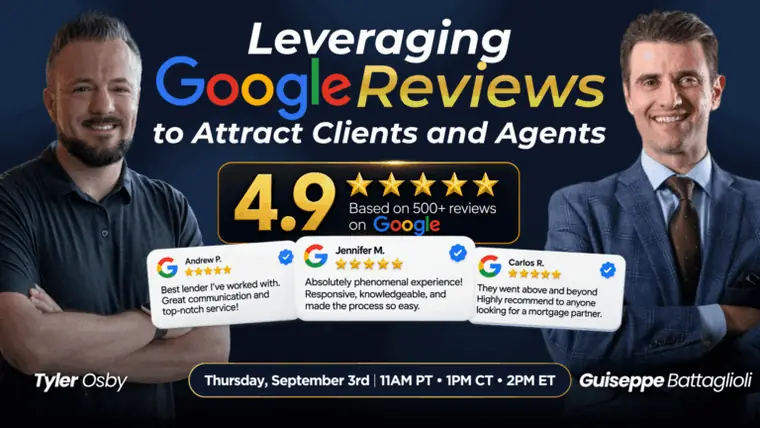 Leveraging
Google Reviews
to Attract Clients and Agents
4.9
Based on 500+ reviews
on Google
G
Andrew P.
Best lender I've worked with.
Great communication and
top-notch service!
G
Jennifer M.
Absolutely phenomenal experience!
Responsive, knowledgeable, and
made the process so easy.
G
Carlos R.
They went above and beyond
Highly recommend to anyone
looking for a mortgage partner.
Tyler Osby
Thursday, September 3rd | 11AM PT • 1PM CT • 2PM ET
Guiseppe Battaglioli